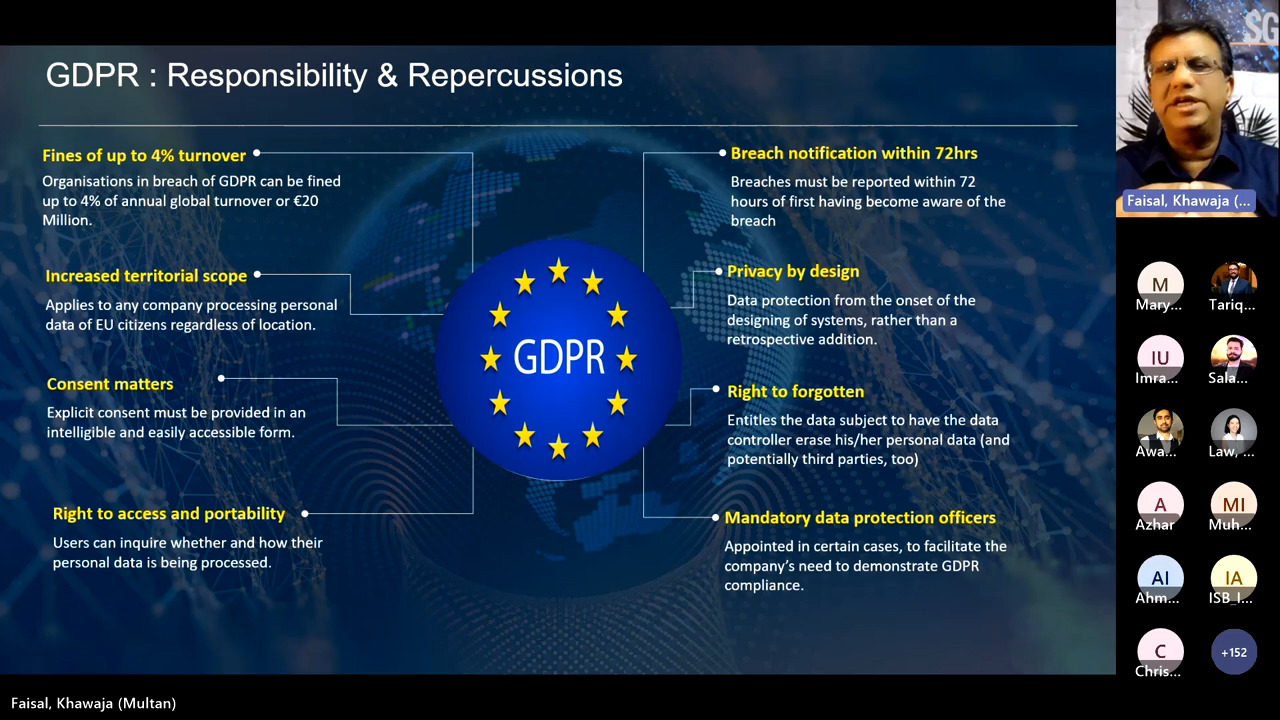 GDPR : Responsibility & Repercussions
Fines of up to 4% turnover
Organisations in breach of GDPR can be fined
up to 4% of annual global turnover or €20
Million.
Increased territorial scope
Applies to any company processing personal
data of EU citizens regardless of location.
Consent matters
Explicit consent must be provided in an
intelligible and easily accessible form.
Right to access and portability
Users can inquire whether and how their
personal data is being processed.
GDPR
Breach notification within 72hrs
Breaches must be reported within 72
hours of first having become aware of the
breach
Privacy by design
Data protection from the onset of the
designing of systems, rather than a
retrospective addition.
Right to forgotten
Entitles the data subject to have the data
controller erase his/her personal data (and
potentially third parties, too)
Mandatory data protection officers
Appointed in certain cases, to facilitate the
company's need to demonstrate GDPR
compliance.
SG
Faisal, Khawaja (...
M
Mary...
Tariq...
IU
Imra...
Sala...
Awa...
Law, ...
A
Azhar
MI
Muh...
AI
Ahm...
IA
ISB_I...
C
Chris...
+152
Faisal, Khawaja (Multan)